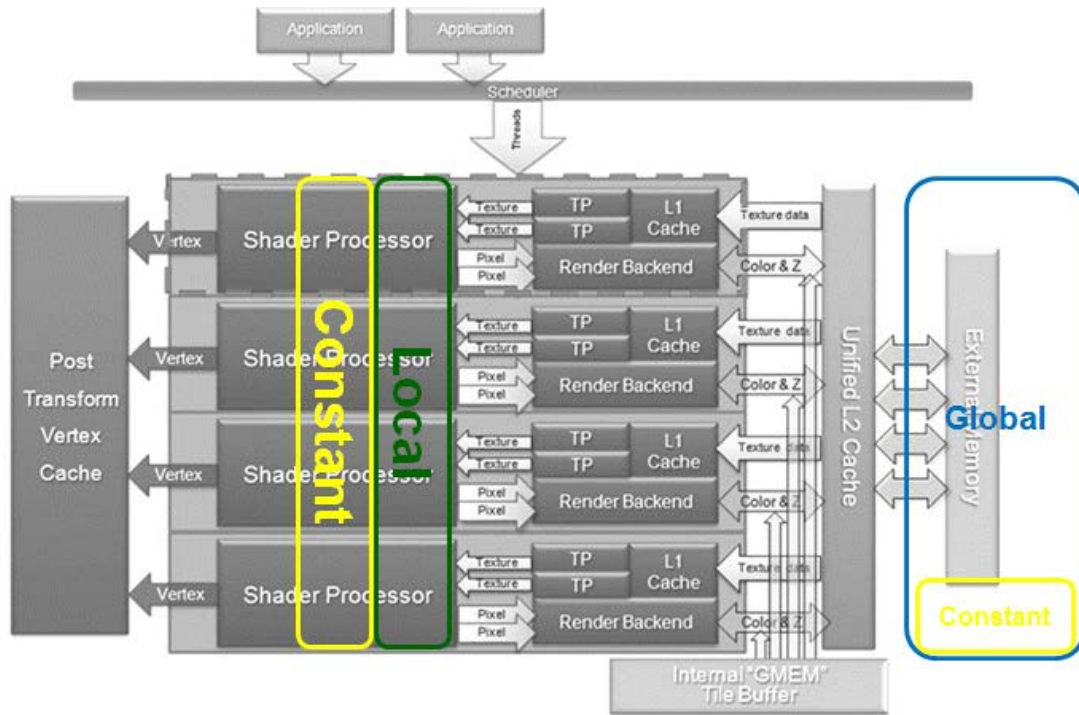 Application
Application
Scheduler
Threads
Post
Transform
Vertex
Cache
Vertex
Shader Processor
Texture
Texture
Pixel
Pixel
TP
TP
L1
Cache
Render Backend
Texture data
Color & Z
Vertex
Shader Processor
Texture
Texture
Pixel
Pixel
TP
TP
L1
Cache
Render Backend
Texture data
Color & Z
Vertex
Shader Processor
Texture
Texture
Pixel
Pixel
TP
TP
L1
Cache
Render Backend
Texture data
Color & Z
Vertex
Shader Processor
Texture
Texture
Pixel
Pixel
TP
TP
L1
Cache
Render Backend
Texture data
Color & Z
Constant
Local
Unified L2 Cache
External Memory
Global
Constant
Internal "GMEM"
Tile Buffer